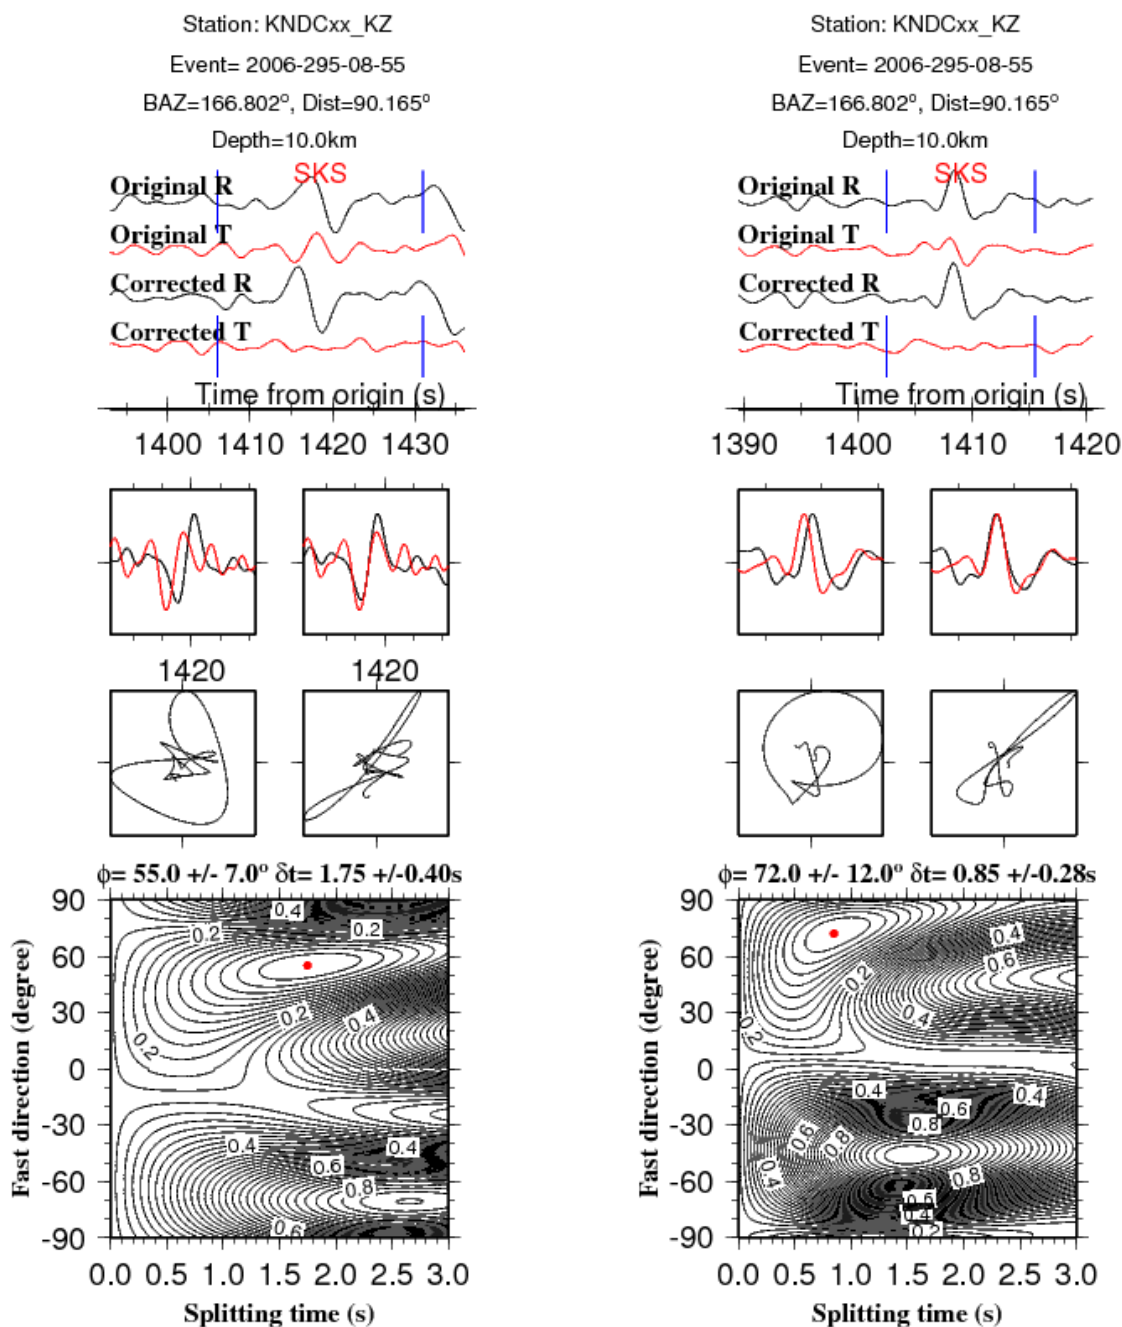 Station: KNDCxx_KZ
Event= 2006-295-08-55
BAZ=166.802º, Dist=90.165º
Depth=10.0km
SKS
Original R
Original T
Corrected R
Corrected T
Time from origin (s)
1400 1410 1420 1430
1420 1420
ϕ= 55.0 +/- 7.0º δt= 1.75 +/-0.40s
Fast direction (degree)
90
60
30
0
-30
-60
-90
0.4
0.2 0.2
0.2 0.4
0.2
0.4 0.4
0.6
0.8
0.6
0.0 0.5 1.0 1.5 2.0 2.5 3.0
Splitting time (s)
Station: KNDCxx_KZ
Event= 2006-295-08-55
BAZ=166.802º, Dist=90.165º
Depth=10.0km
SKS
Original R
Original T
Corrected R
Corrected T
Time from origin (s)
1390 1400 1410 1420
ϕ= 72.0 +/- 12.0º δt= 0.85 +/-0.28s
Fast direction (degree)
90
60
30
0
-30
-60
-90
0.4
0.6
0.2
0.4
0.2
0.4 0.4
0.6
0.8
0.6 0.8
0.4 0.8
0.6
0.4
0.2
0.0 0.5 1.0 1.5 2.0 2.5 3.0
Splitting time (s)